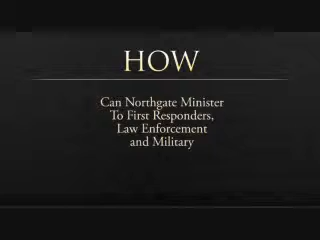 HOW
Can Northgate Minister
To First Responders,
Law Enforcement
and Military